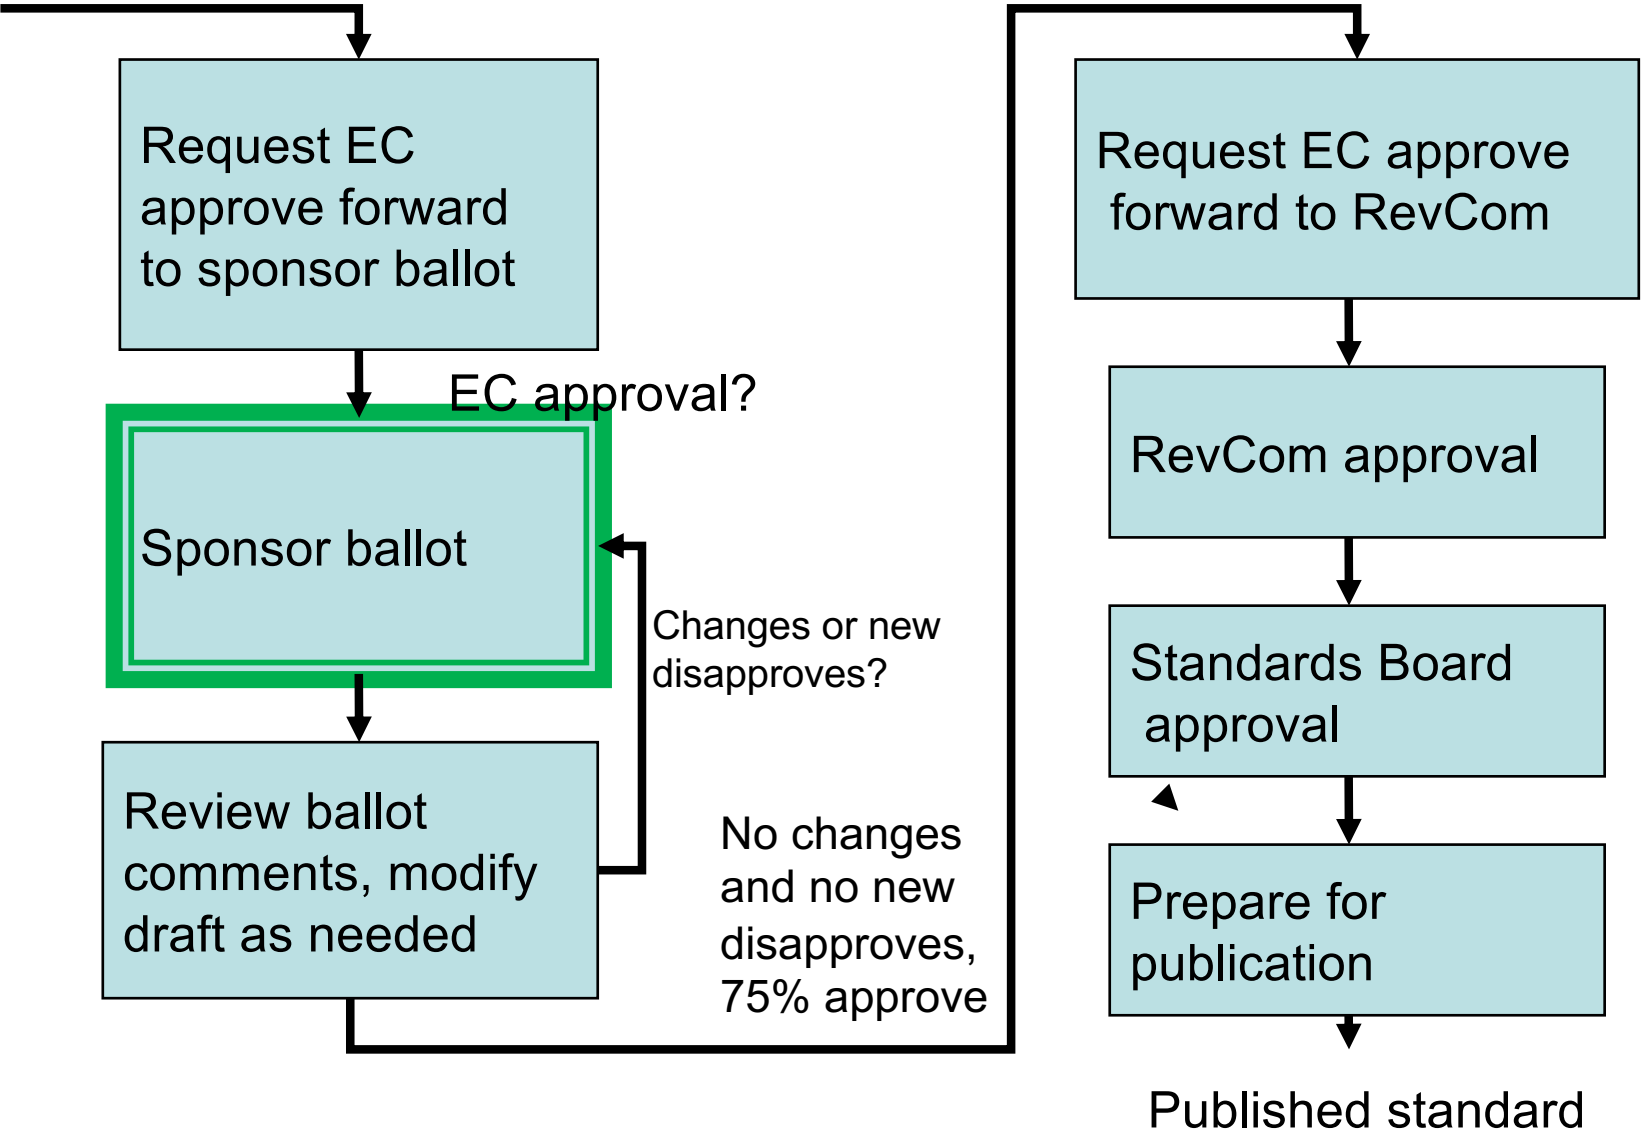 Request EC
approve forward
to sponsor ballot
EC approval?
Sponsor ballot
Changes or new
disapproves?
Review ballot
comments, modify
draft as needed
No changes
and no new
disapproves,
75% approve
Request EC approve
forward to RevCom
RevCom approval
Standards Board
approval
Prepare for
publication
Published standard